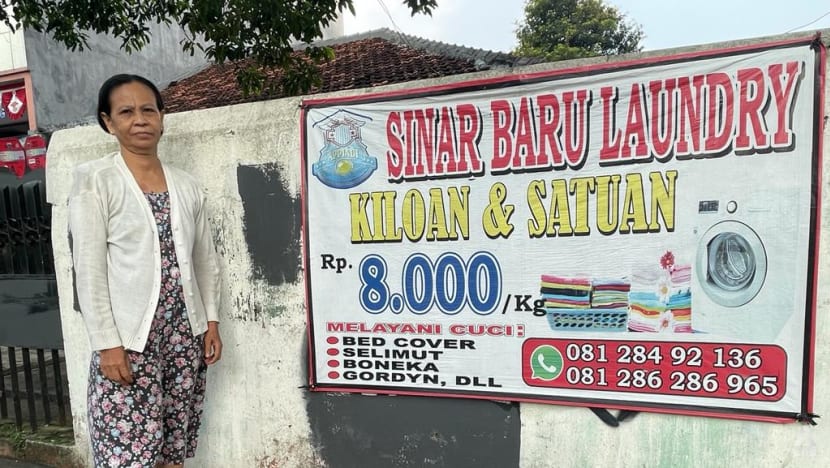 SINAR BARU LAUNDRY
KILOAN & SATUAN
Rp. 8.000/Kg
MELAYANI CUCI:
BED COVER
SELIMUT
BONEKA
GORDYN, DLL
081 284 92 136
081 286 286 965